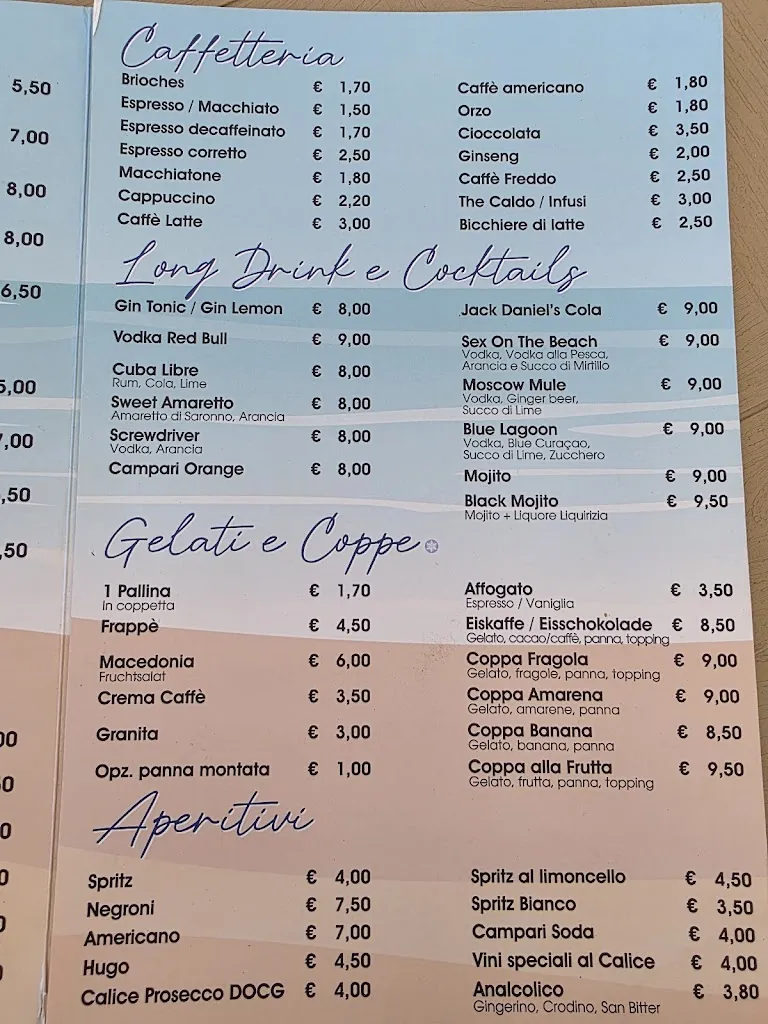 5,50
7,00
8,00
8,00
6,50
5,00
,00
,50
,50
00
0
0
0
Caffetteria
Brioches € 1,70
Espresso / Macchiato € 1,50
Espresso decaffeinato € 1,70
Espresso corretto € 2,50
Macchiatone € 1,80
Cappuccino € 2,20
Caffè Latte € 3,00
Caffè americano € 1,80
Orzo € 1,80
Cioccolata € 3,50
Ginseng € 2,00
Caffè Freddo € 2,50
The Caldo / Infusi € 3,00
Bicchiere di latte € 2,50
Long Drink e Cocktails
Gin Tonic / Gin Lemon € 8,00
Vodka Red Bull € 9,00
Cuba Libre € 8,00
Rum, Cola, Lime
Sweet Amaretto € 8,00
Amaretto di Saronno, Arancia
Screwdriver € 8,00
Vodka, Arancia
Campari Orange € 8,00
Jack Daniel's Cola € 9,00
Sex On The Beach € 9,00
Vodka, Vodka alla Pesca,
Arancia e Succo di Mirtillo
Moscow Mule € 9,00
Vodka, Ginger beer,
Succo di Lime
Blue Lagoon € 9,00
Vodka, Blue Curaçao,
Succo di Lime, Zucchero
Mojito € 9,00
Black Mojito € 9,50
Mojito + Liquore Liquirizia
Gelati e Coppe
1 Pallina € 1,70
In coppetta
Frappè € 4,50
Macedonia € 6,00
Fruchtsalat
Crema Caffè € 3,50
Granita € 3,00
Opz. panna montata € 1,00
Affogato € 3,50
Espresso / Vaniglia
Eiskaffe / Eisschokolade € 8,50
Gelato, cacao/caffè, panna, topping
Coppa Fragola € 9,00
Gelato, fragole, panna, topping
Coppa Amarena € 9,00
Gelato, amarene, panna
Coppa Banana € 8,50
Gelato, banana, panna
Coppa alla Frutta € 9,50
Gelato, frutta, panna, topping
Aperitivi
Spritz € 4,00
Negroni € 7,50
Americano € 7,00
Hugo € 4,50
Calice Prosecco DOCG € 4,00
Spritz al limoncello € 4,50
Spritz Bianco € 3,50
Campari Soda € 4,00
Vini speciali al Calice € 4,00
Analcolico € 3,80
Gingerino, Crodino, San Bitter